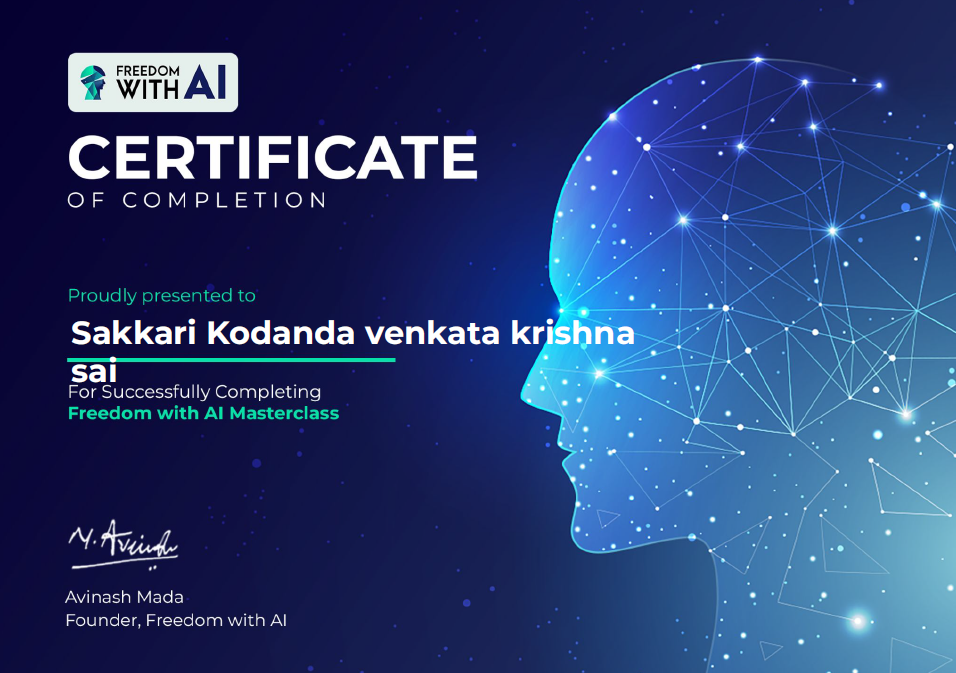 FREEDOM
WITH AI
CERTIFICATE
OF COMPLETION
Proudly presented to
Sakkari Kodanda venkata krishna
sai
For Successfully Completing
Freedom with AI Masterclass
M. Avinash
Avinash Mada
Founder, Freedom with AI